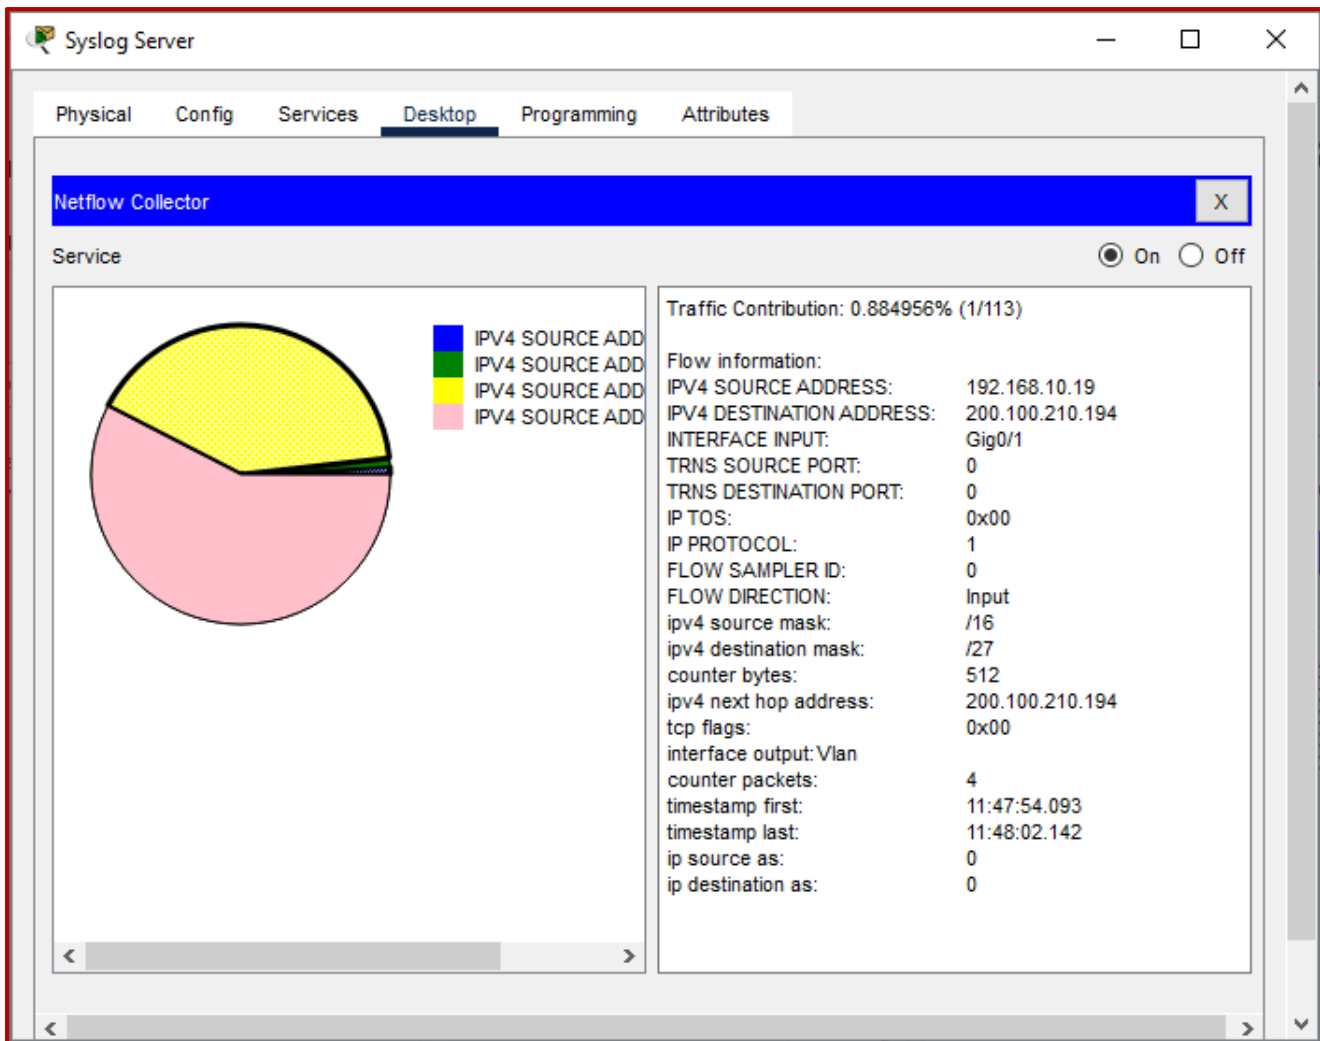 Syslog Server
Physical Config Services Desktop Programming Attributes
Netflow Collector X
Service On Off
IPV4 SOURCE ADD
IPV4 SOURCE ADD
IPV4 SOURCE ADD
IPV4 SOURCE ADD
Traffic Contribution: 0.884956% (1/113)
Flow information:
IPV4 SOURCE ADDRESS: 192.168.10.19
IPV4 DESTINATION ADDRESS: 200.100.210.194
INTERFACE INPUT: Gig0/1
TRNS SOURCE PORT: 0
TRNS DESTINATION PORT: 0
IP TOS: 0x00
IP PROTOCOL: 1
FLOW SAMPLER ID: 0
FLOW DIRECTION: Input
ipv4 source mask: /16
ipv4 destination mask: /27
counter bytes: 512
ipv4 next hop address: 200.100.210.194
tcp flags: 0x00
interface output: Vlan
counter packets: 4
timestamp first: 11:47:54.093
timestamp last: 11:48:02.142
ip source as: 0
ip destination as: 0